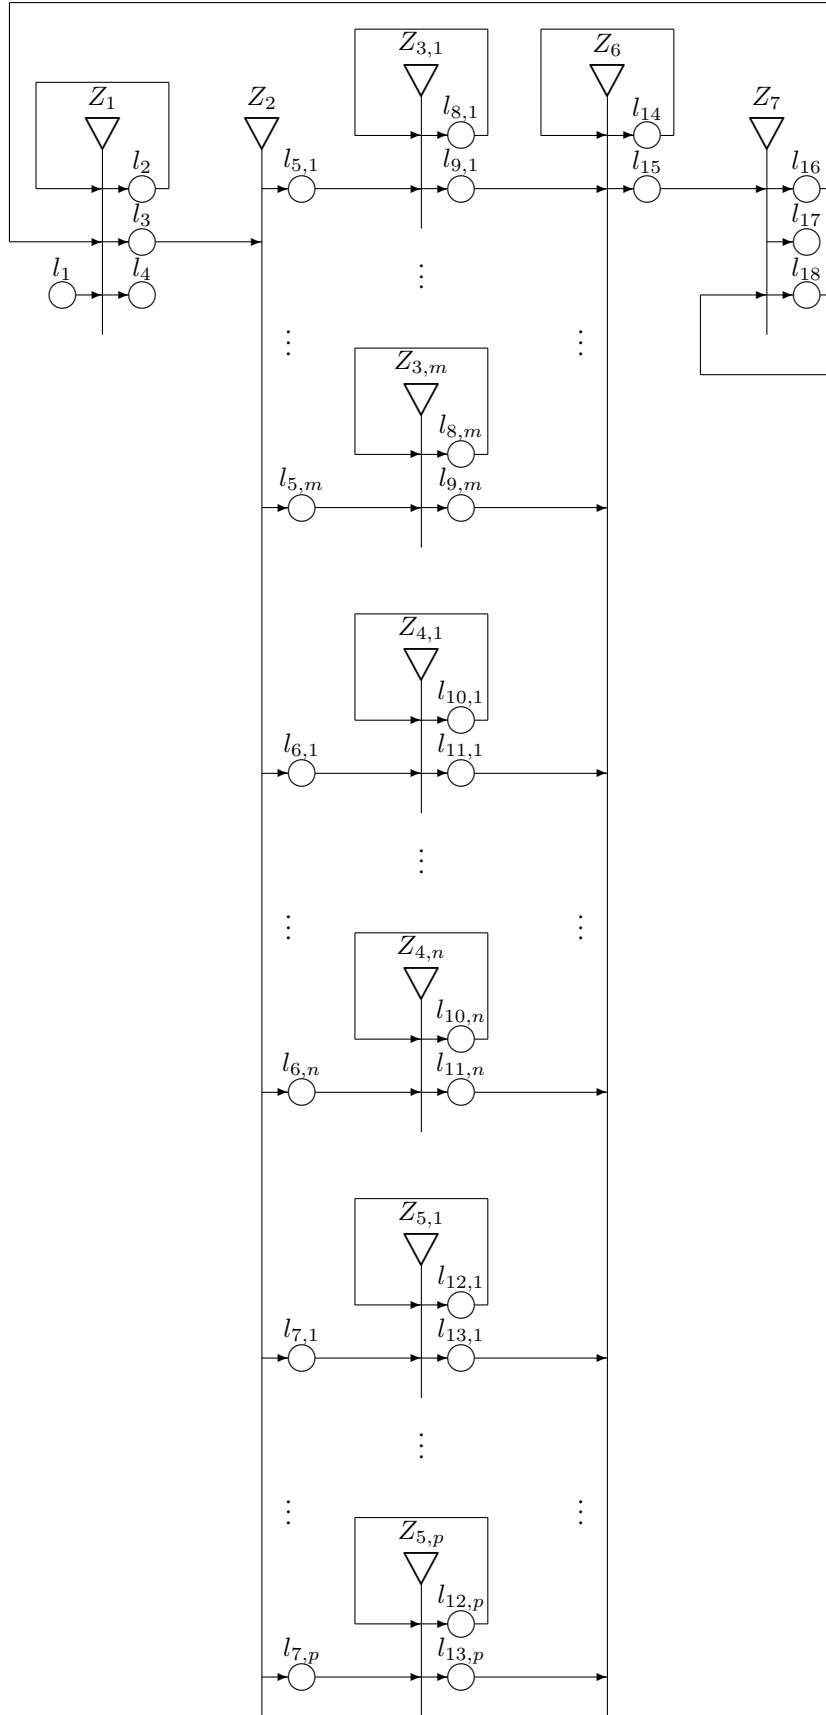 Z_{3,1}
Z_6
Z_1
Z_2
Z_7
l_{8,1}
l_{14}
l_2
l_{5,1}
l_{9,1}
l_{15}
l_{16}
l_3
l_{17}
l_1
l_4
l_{18}
⋮
⋮
⋮
Z_{3,m}
l_{8,m}
l_{5,m}
l_{9,m}
Z_{4,1}
l_{10,1}
l_{6,1}
l_{11,1}
⋮
⋮
⋮
Z_{4,n}
l_{10,n}
l_{6,n}
l_{11,n}
Z_{5,1}
l_{12,1}
l_{7,1}
l_{13,1}
⋮
⋮
⋮
Z_{5,p}
l_{12,p}
l_{7,p}
l_{13,p}